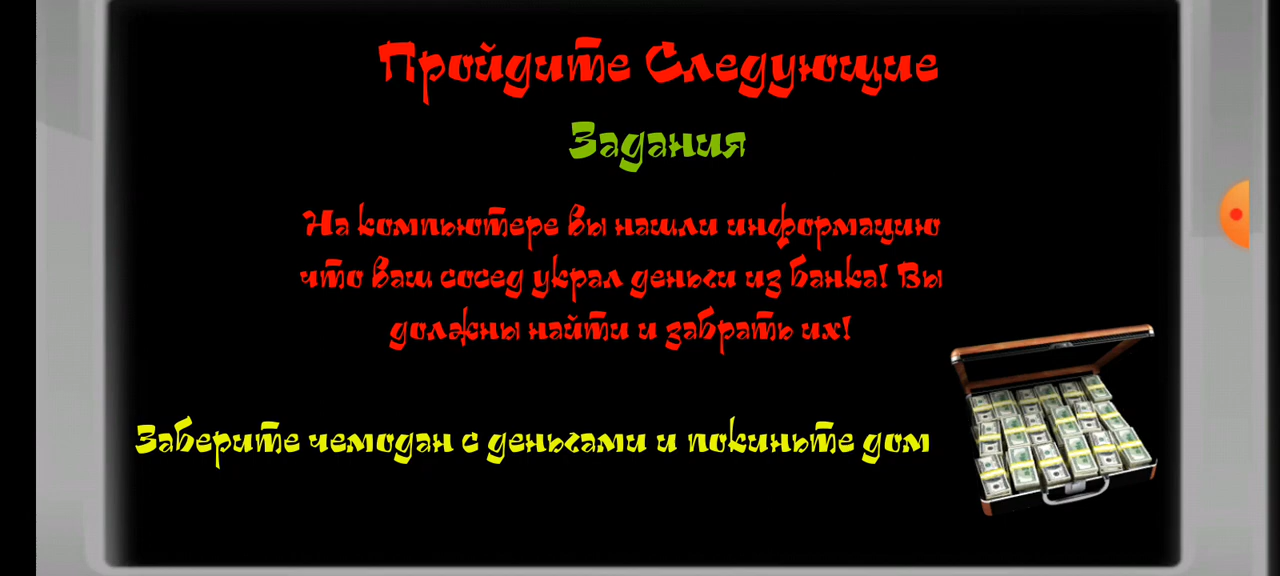 Пройдите Следующие
Задания
На компьютере вы нашли информацию
что ваш сосед украл деньги из банка! Вы
должны найти и забрать их!
Заберите чемодан с деньгами и покиньте дом